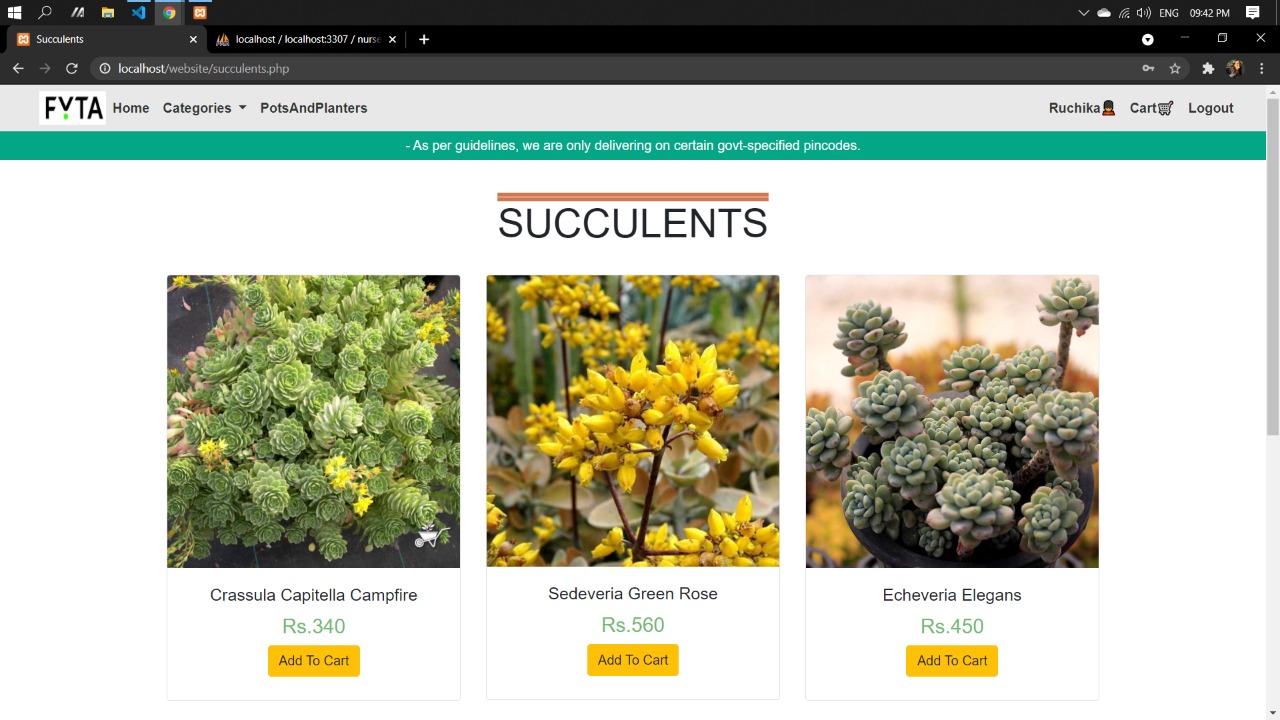 ENG 09:42 PM
Succulents
localhost / localhost:3307 / nurse
localhost/website/succulents.php
FYTA Home Categories PotsAndPlanters Ruchika Cart Logout
- As per guidelines, we are only delivering on certain govt-specified pincodes.
SUCCULENTS
Crassula Capitella Campfire
Rs.340
Add To Cart
Sedeveria Green Rose
Rs.560
Add To Cart
Echeveria Elegans
Rs.450
Add To Cart